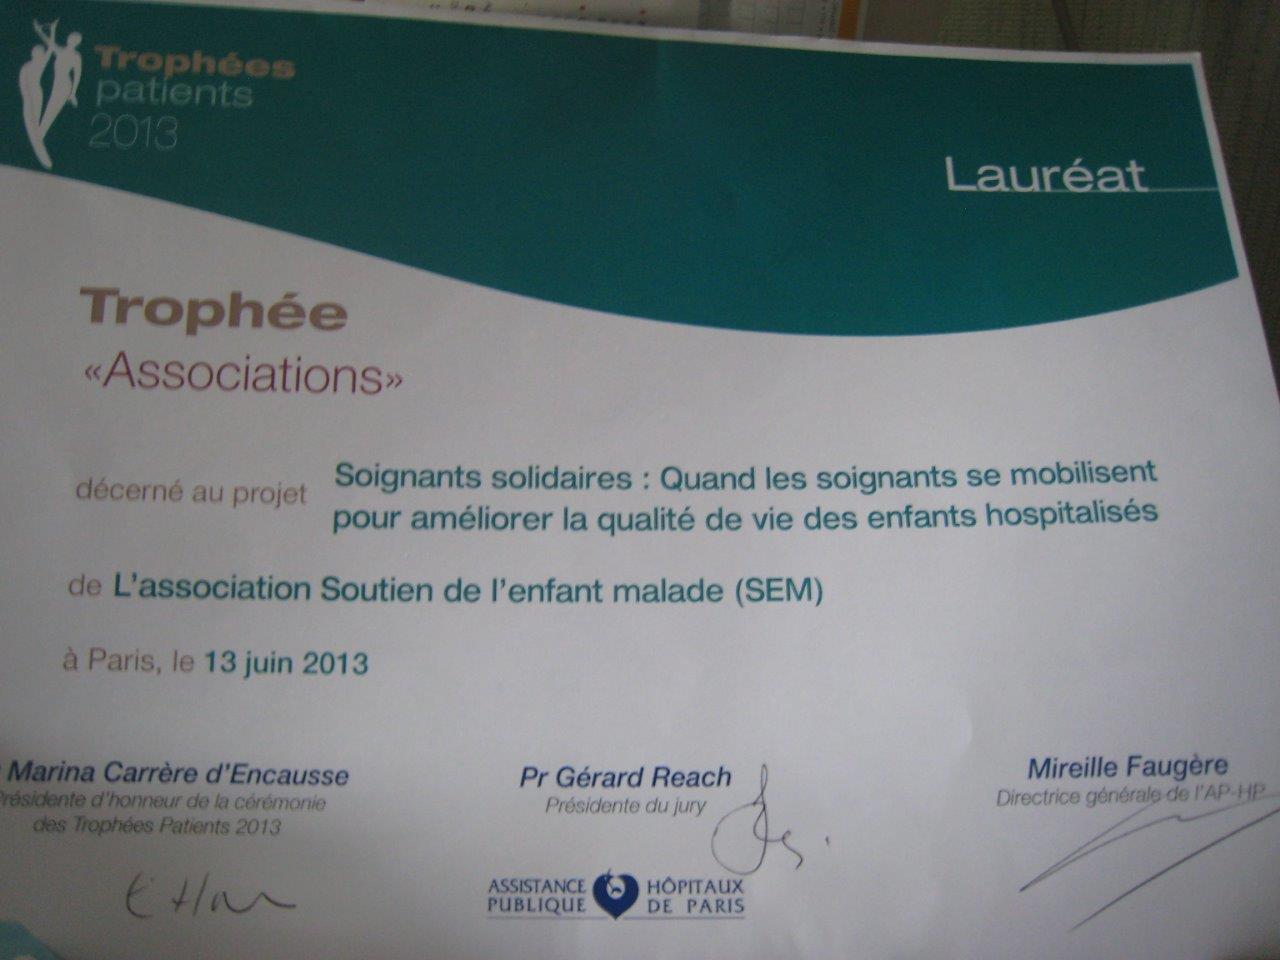 Trophées
patients
2013
Lauréat
Trophée
«Associations»
décerné au projet Soignants solidaires : Quand les soignants se mobilisent
pour améliorer la qualité de vie des enfants hospitalisés
de L'association Soutien de l'enfant malade (SEM)
à Paris, le 13 juin 2013
Marina Carrère d'Encausse
Présidente d'honneur de la cérémonie
des Trophées Patients 2013
Pr Gérard Reach
Présidente du jury
Mireille Faugère
Directrice générale de l'AP-HP
ASSISTANCE HÔPITAUX
PUBLIQUE DE PARIS